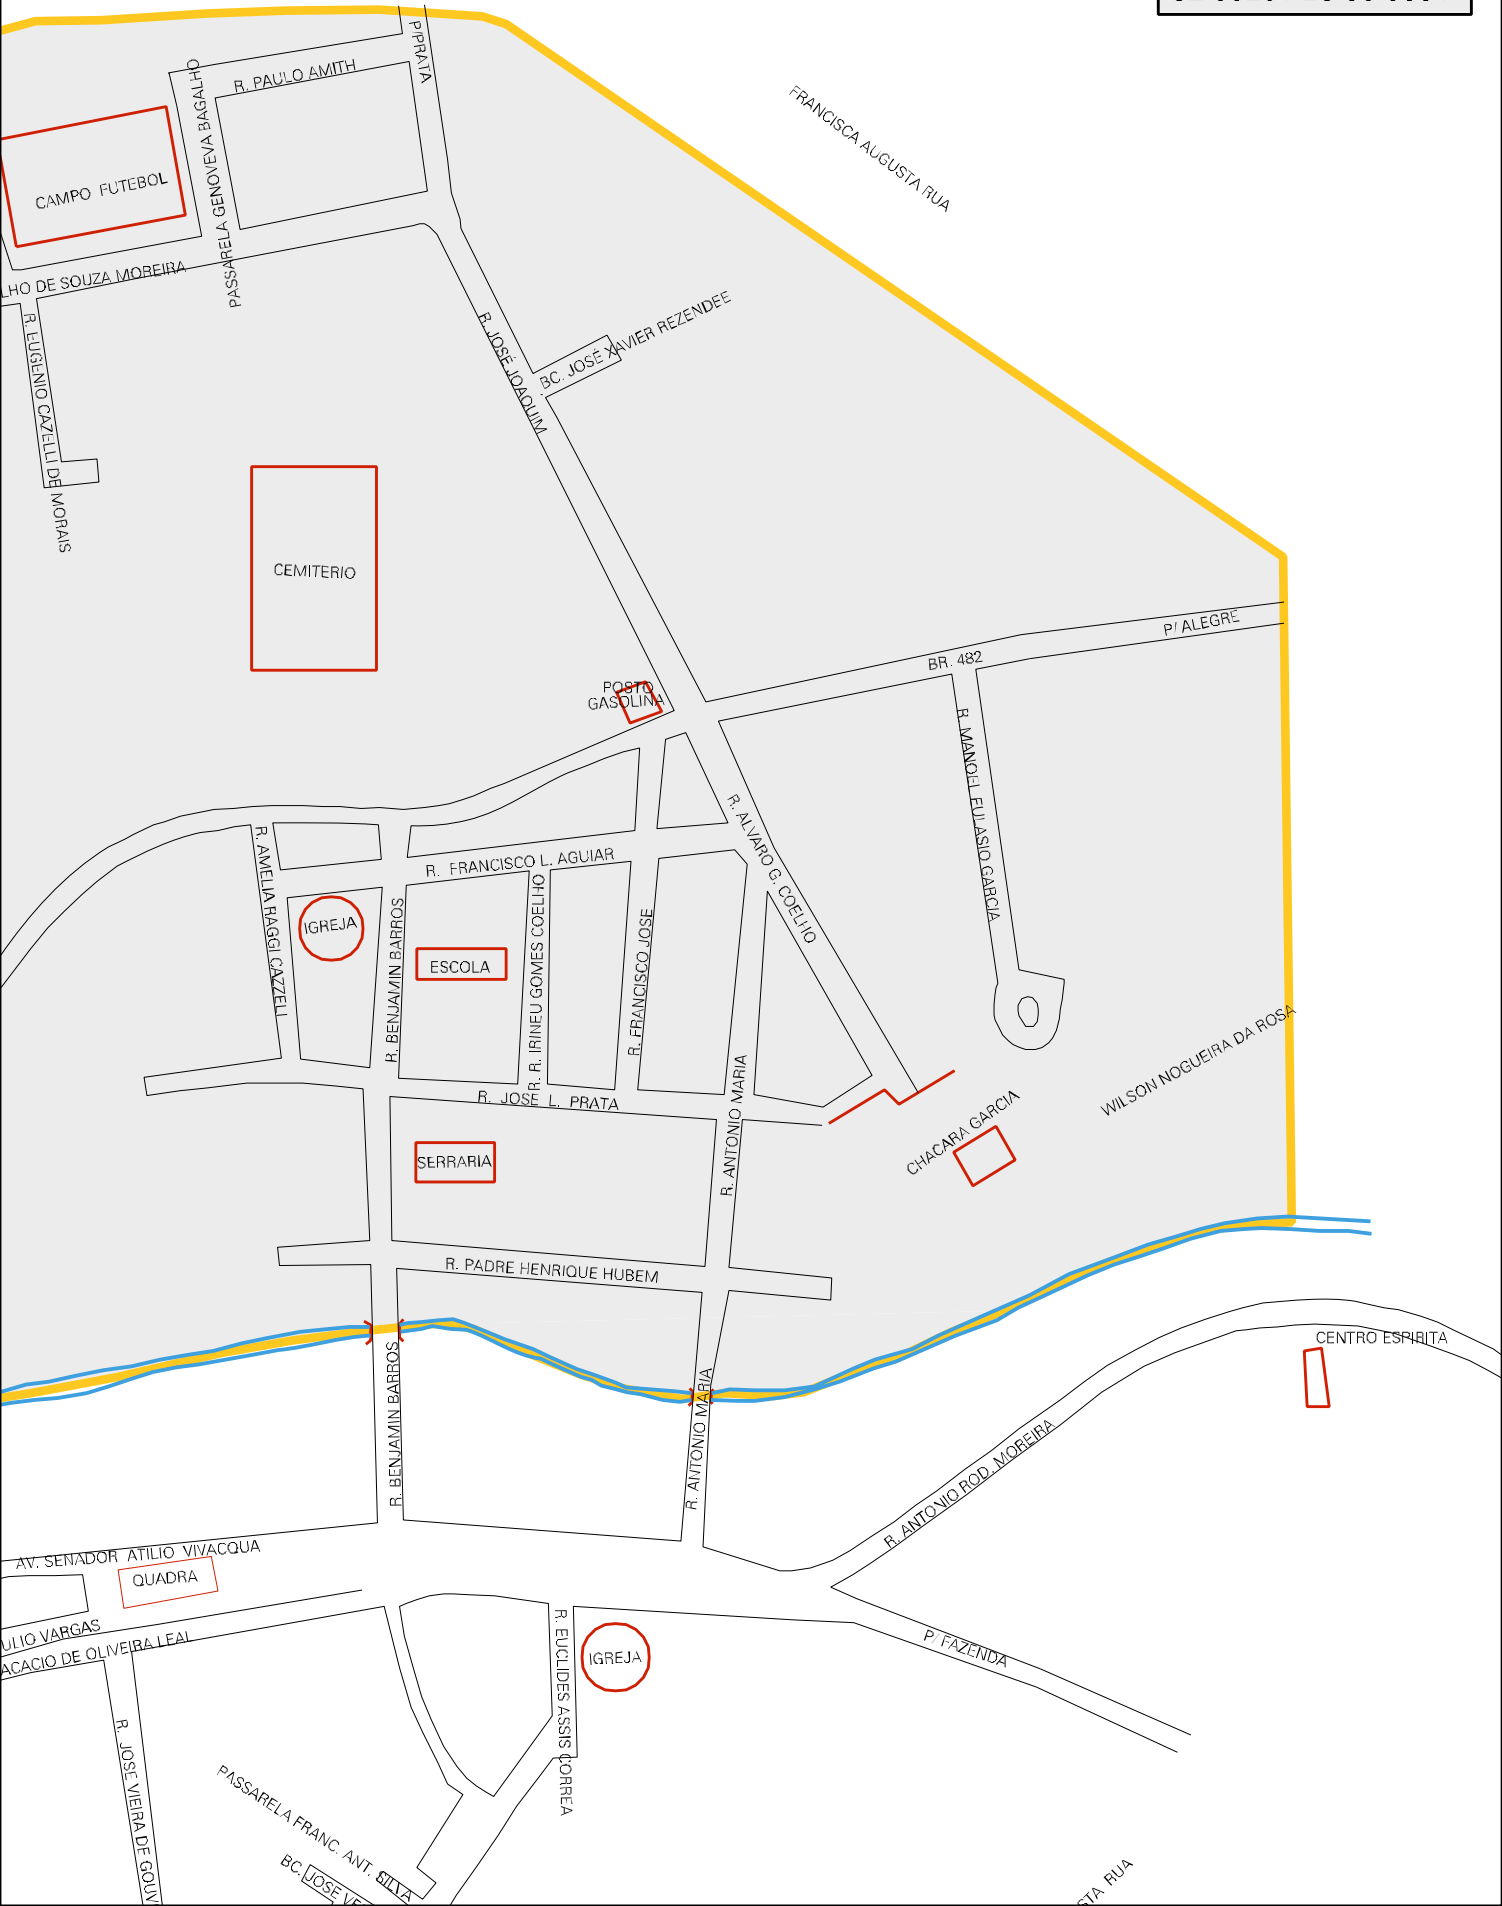 P/PRATA
R. PAULO AMITH
PASSARELA GENOVEVA BAGALHO
FRANCISCA AUGUSTA RUA
CAMPO FUTEBOL
LHO DE SOUZA MOREIRA
R. EUGENIO CAZELLI DE MORAIS
R. JOSÉ JOAQUIM
BC. JOSÉ XAVIER REZENDEE
CEMITERIO
P/ ALEGRE
BR. 482
POSTO
GASOLINA
R. MANOEL EULASIO GARCIA
R. ALVARO G. COELHO
R. AMELIA RAGGI CAZZELI
R. FRANCISCO L. AGUIAR
IGREJA
R. BENJAMIN BARROS
ESCOLA
R. R. IRINEU GOMES COELHO
R. FRANCISCO JOSE
WILSON NOGUEIRA DA ROSA
R. JOSE L. PRATA
R. ANTONIO MARIA
CHACARA GARCIA
SERRARIA
R. PADRE HENRIQUE HUBEM
CENTRO ESPIRITA
R. BENJAMIN BARROS
R. ANTONIO MARIA
R. ANTONIO ROD. MOREIRA
AV. SENADOR ATILIO VIVACQUA
QUADRA
ULIO VARGAS
ACACIO DE OLIVEIRA LEAL
R. EUCLIDES ASSIS CORREA
IGREJA
P/ FAZENDA
R. JOSE VIEIRA DE GOUV
PASSARELA FRANC. ANT. SILVA
BC. JOSE VE
STA RUA